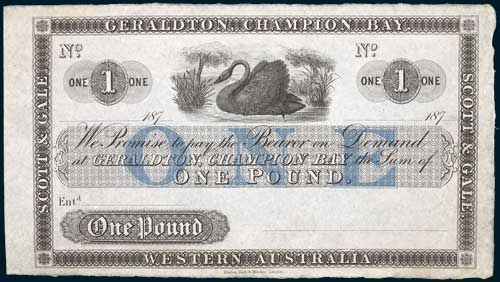 GERALDTON, CHAMPION BAY.
Nº Nº
ONE 1 ONE ONE 1 ONE
187 187
SCOTT & GALE
SCOTT & GALE.
ONE
We Promise to pay the Bearer on Demand
at GERALDTON, CHAMPION BAY the Sum of
ONE POUND.
Entᵈ
One Pound
WESTERN AUSTRALIA.
London